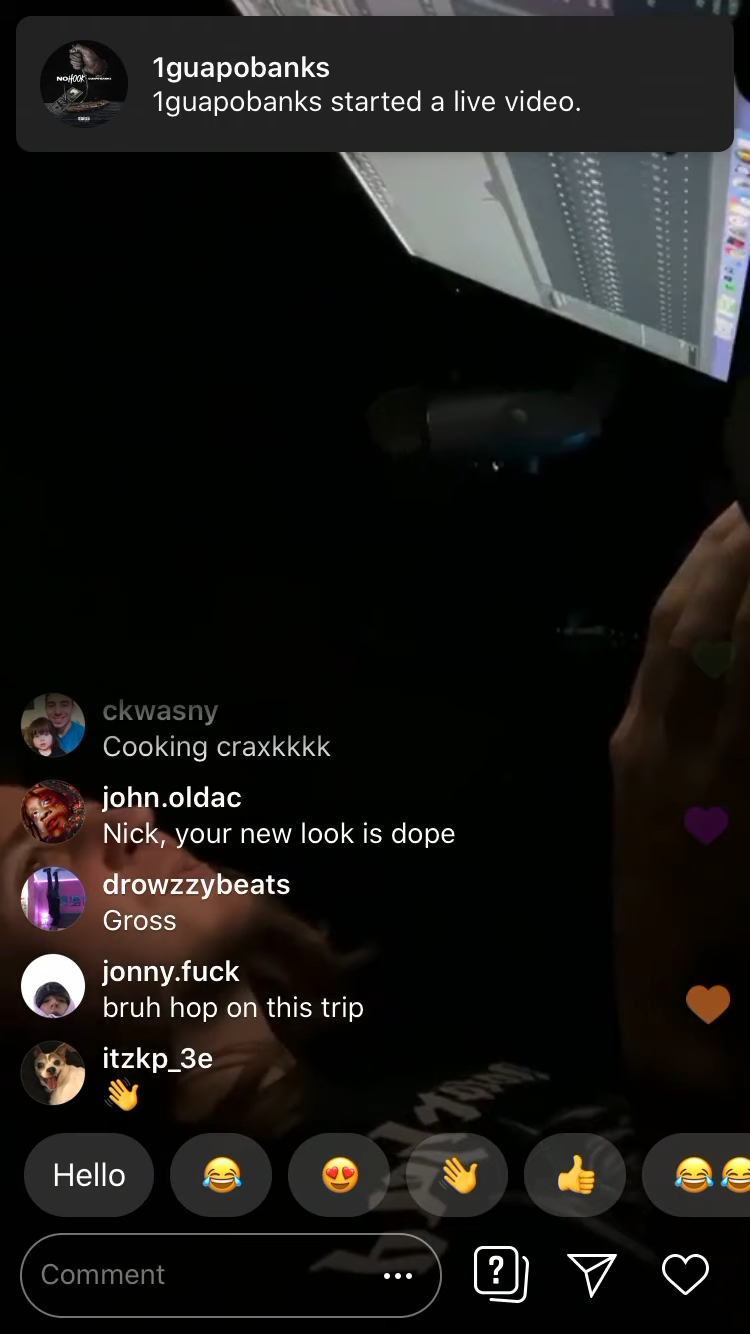 1guapobanks
1guapobanks started a live video.
NOHOOK
ckwasny
Cooking craxkkkk
john.oldac
Nick, your new look is dope
drowzzybeats
Gross
jonny.fuck
bruh hop on this trip
itzkp_3e
👋
Hello 😂 😍 👋 👍 😂😂
Comment